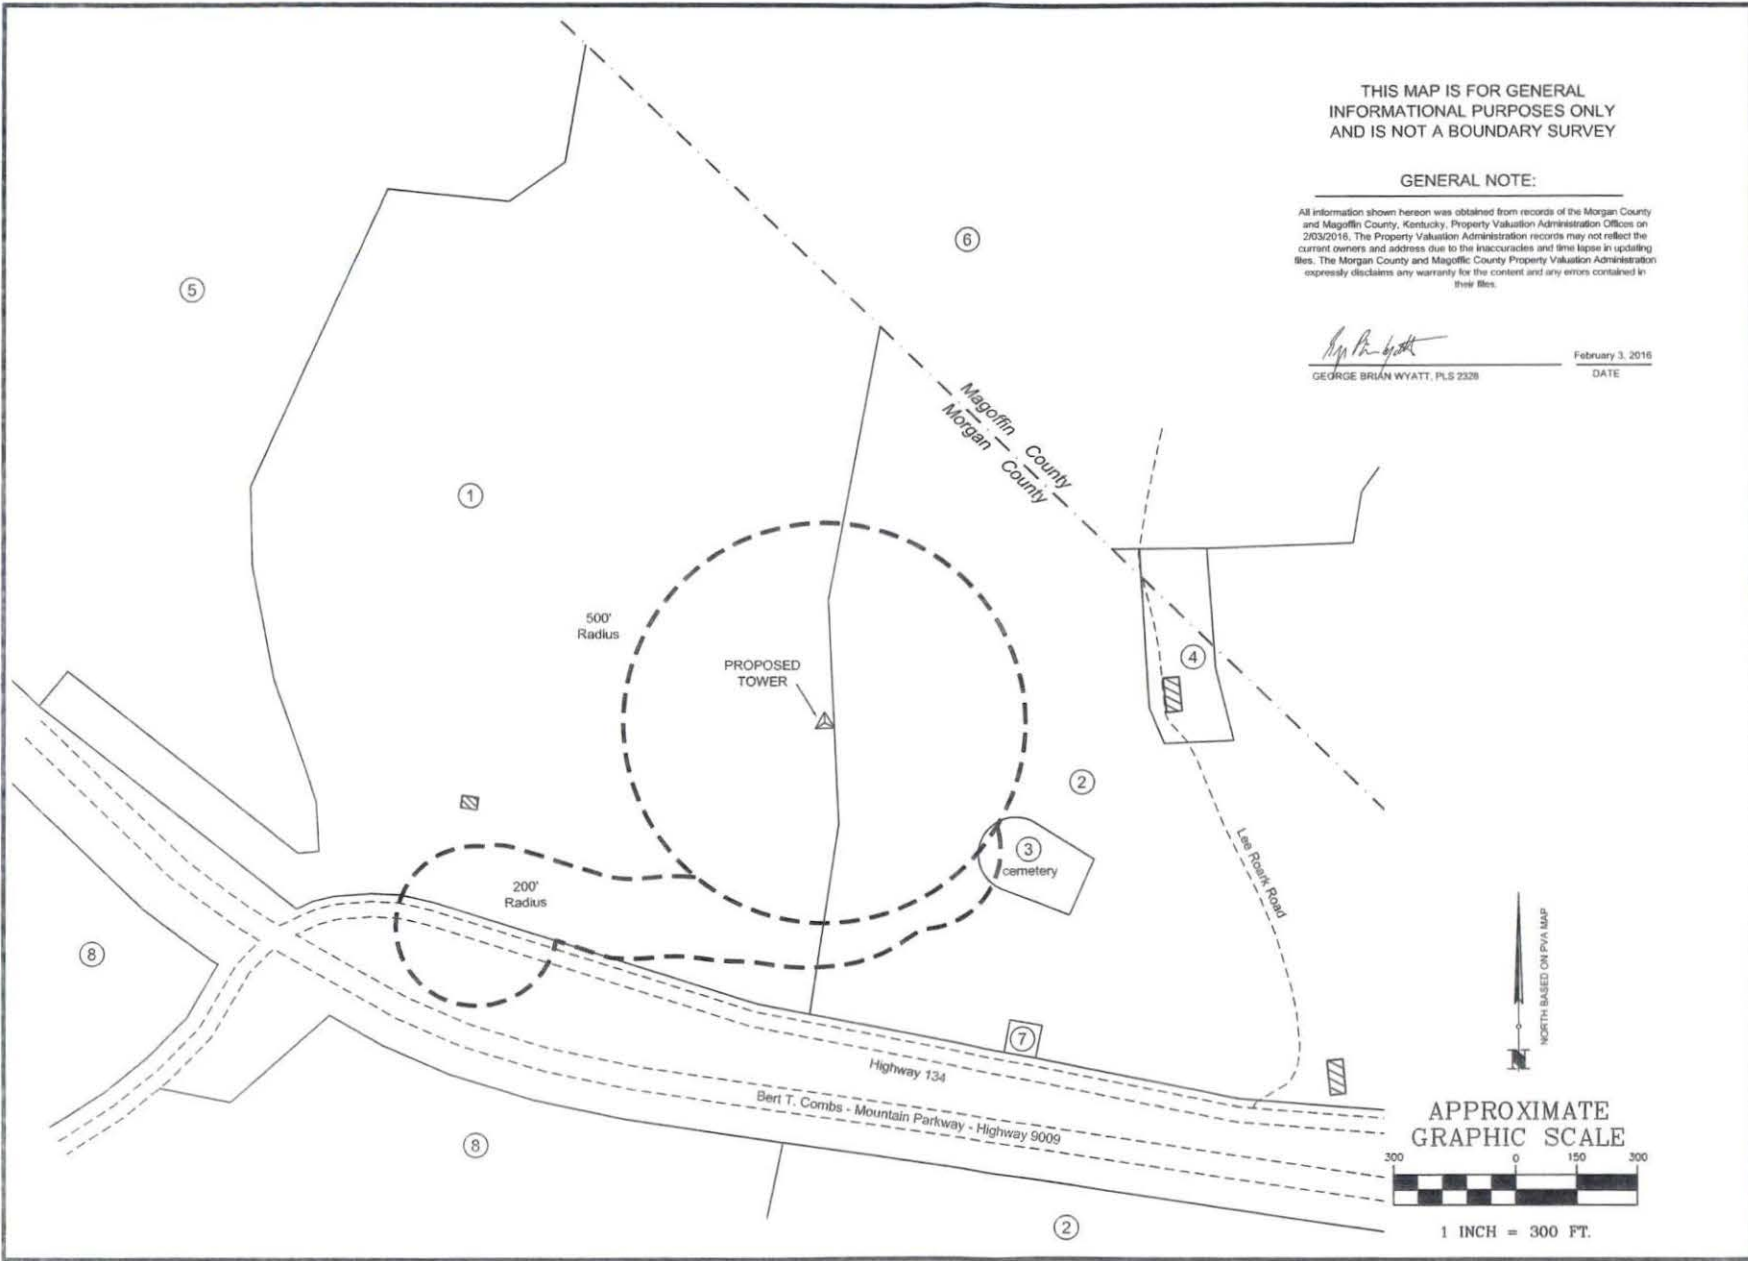 THIS MAP IS FOR GENERAL
INFORMATIONAL PURPOSES ONLY
AND IS NOT A BOUNDARY SURVEY
GENERAL NOTE:
All information shown hereon was obtained from records of the Morgan County
and Magoffin County, Kentucky, Property Valuation Administration Offices on
2/03/2016. The Property Valuation Administration records may not reflect the
current owners and address due to the inaccuracies and time lapse in updating
files. The Morgan County and Magoffic County Property Valuation Administration
expressly disclaims any warranty for the content and any errors contained in
their files.
GEORGE BRIAN WYATT, PLS 2328
February 3, 2016
DATE
6
5
1
Magoffin County
Morgan County
500'
Radius
PROPOSED
TOWER
4
2
3
cemetery
200'
Radius
Lee Roark Road
8
7
Highway 134
Bert T. Combs - Mountain Parkway - Highway 9009
8
2
NORTH BASED ON PVA MAP
N
APPROXIMATE
GRAPHIC SCALE
300 0 150 300
1 INCH = 300 FT.